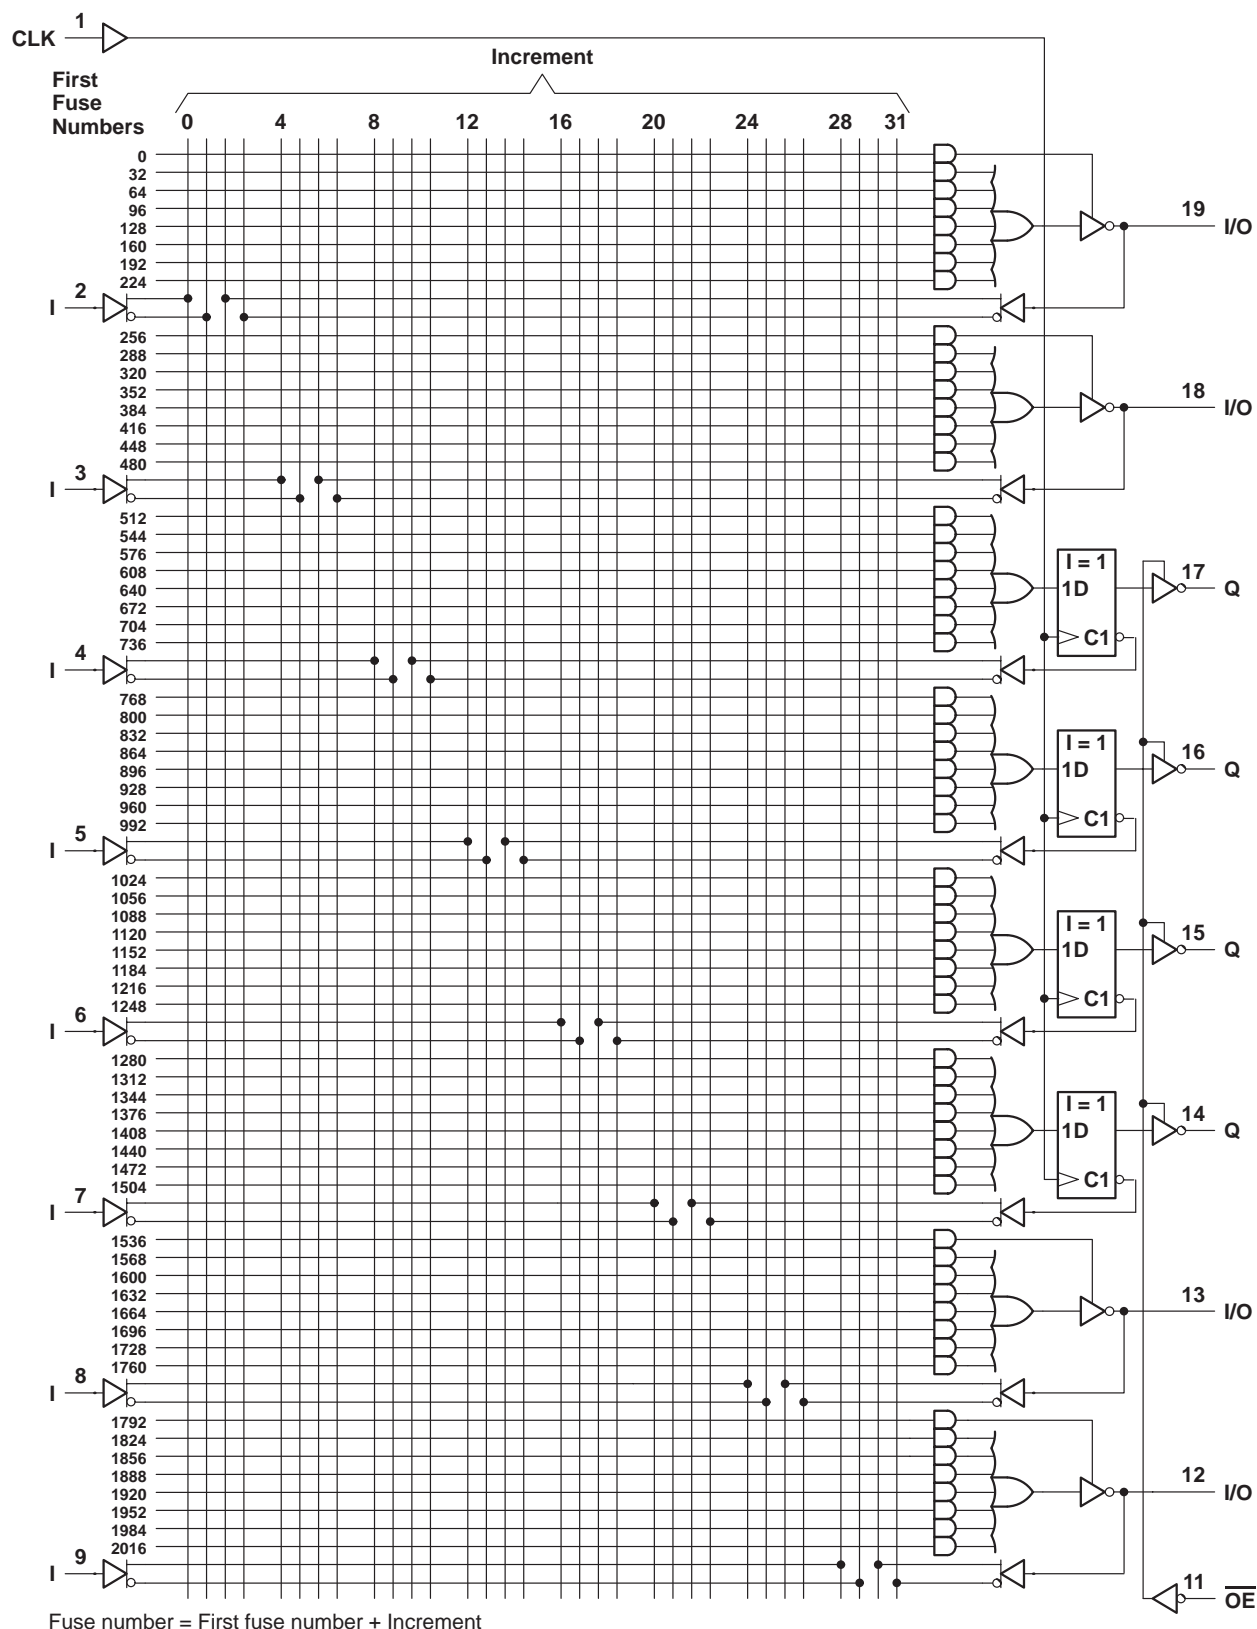 1
CLK
Increment
First
Fuse
Numbers
0 4 8 12 16 20 24 28 31
0
32
64
96
128
160
192
224
19
I/O
2
I
256
288
320
352
384
416
448
480
18
I/O
3
I
512
544
576
608
640
672
704
736
I = 1
1D
C1
17
Q
4
I
768
800
832
864
896
928
960
992
I = 1
1D
C1
16
Q
5
I
1024
1056
1088
1120
1152
1184
1216
1248
I = 1
1D
C1
15
Q
6
I
1280
1312
1344
1376
1408
1440
1472
1504
I = 1
1D
C1
14
Q
7
I
1536
1568
1600
1632
1664
1696
1728
1760
13
I/O
8
I
1792
1824
1856
1888
1920
1952
1984
2016
12
I/O
9
I
11
OE
Fuse number = First fuse number + Increment